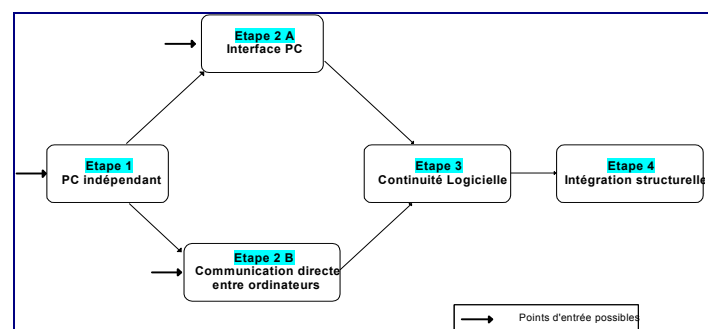 Etape 2 A
Interface PC
Etape 1
PC indépendant
Etape 3
Continuité Logicielle
Etape 4
Intégration structurelle
Etape 2 B
Communication directe
entre ordinateurs
Points d'entrée possibles